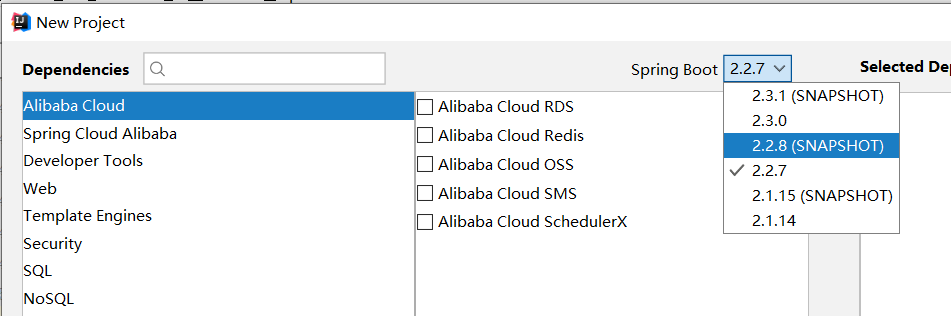 New Project
Dependencies
Spring Boot 2.2.7
Selected Dep
Alibaba Cloud
Spring Cloud Alibaba
Developer Tools
Web
Template Engines
Security
SQL
NoSQL
Alibaba Cloud RDS
Alibaba Cloud Redis
Alibaba Cloud OSS
Alibaba Cloud SMS
Alibaba Cloud SchedulerX
2.3.1 (SNAPSHOT)
2.3.0
2.2.8 (SNAPSHOT)
2.2.7
2.1.15 (SNAPSHOT)
2.1.14